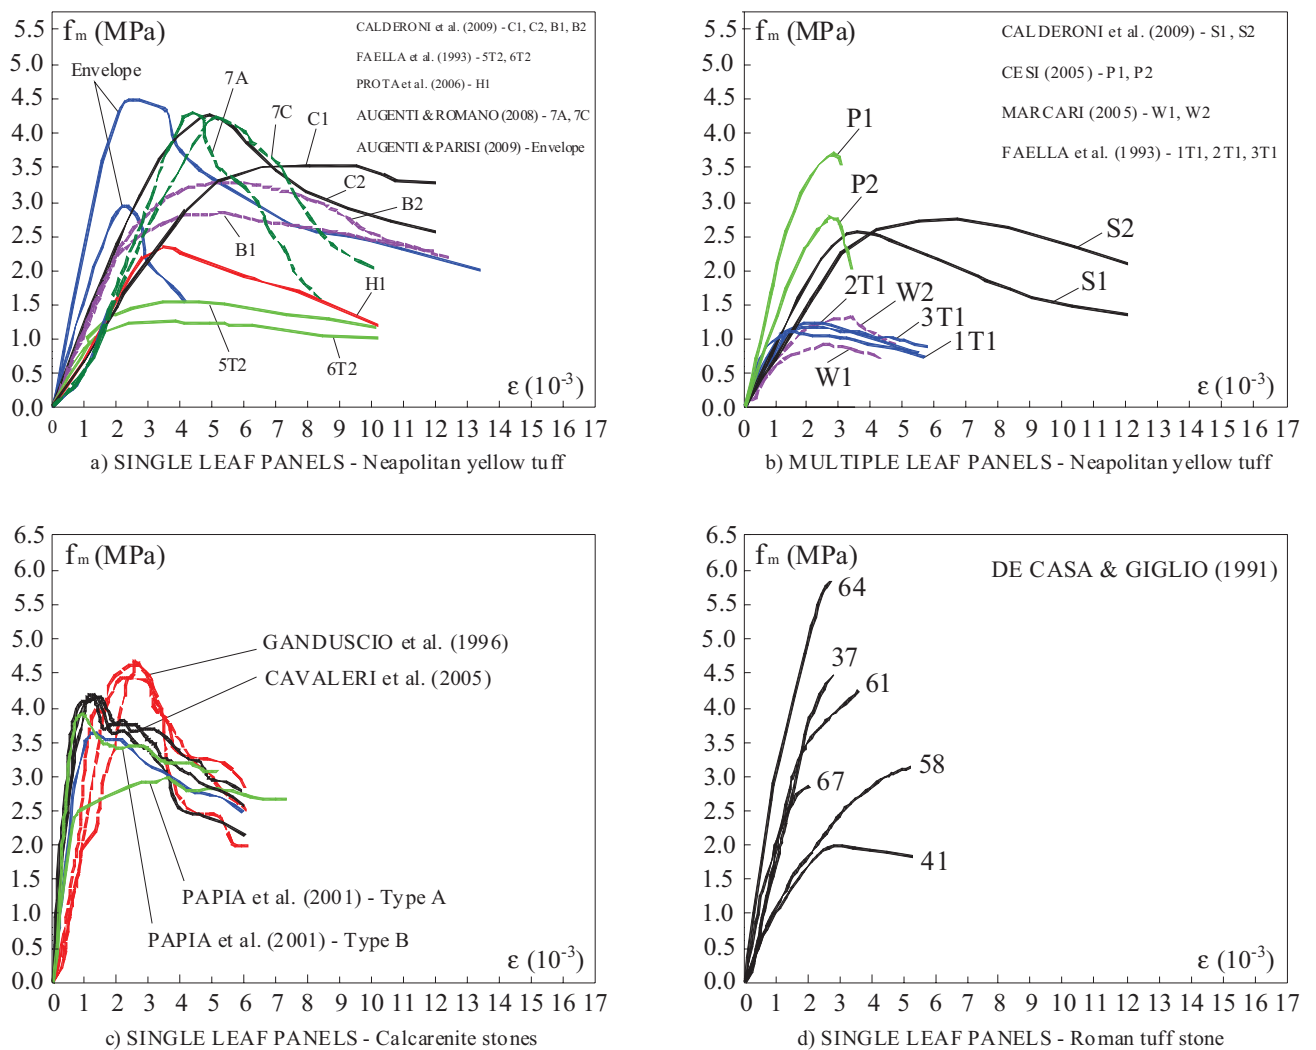 f m (MPa)
CALDERONI et al. (2009) - C1, C2, B1, B2
FAELLA et al. (1993) - 5T2, 6T2
PROTA et al. (2006) - H1
AUGENTI & ROMANO (2008) - 7A, 7C
AUGENTI & PARISI (2009) - Envelope
Envelope
7A
7C
C1
C2
B2
B1
H1
5T2
6T2
ε (10-3)
5.5
5.0
4.5
4.0
3.5
3.0
2.5
2.0
1.5
1.0
0.5
0.0
0 1 2 3 4 5 6 7 8 9 10 11 12 13 14 15 16 17
a) SINGLE LEAF PANELS - Neapolitan yellow tuff
f m (MPa)
CALDERONI et al. (2009) - S1, S2
CESI (2005) - P1, P2
MARCARI (2005) - W1, W2
FAELLA et al. (1993) - 1T1, 2T1, 3T1
P1
P2
S2
S1
2T1
W2
3T1
1T1
W1
ε (10-3)
5.5
5.0
4.5
4.0
3.5
3.0
2.5
2.0
1.5
1.0
0.5
0.0
0 1 2 3 4 5 6 7 8 9 10 11 12 13 14 15 16 17
b) MULTIPLE LEAF PANELS - Neapolitan yellow tuff
f m (MPa)
GANDUSCIO et al. (1996)
CAVALERI et al. (2005)
PAPIA et al. (2001) - Type A
PAPIA et al. (2001) - Type B
ε (10-3)
6.5
6.0
5.5
5.0
4.5
4.0
3.5
3.0
2.5
2.0
1.5
1.0
0.5
0.0
0 1 2 3 4 5 6 7 8 9 10 11 12 13 14 15 16 17
c) SINGLE LEAF PANELS - Calcarenite stones
f m (MPa)
DE CASA & GIGLIO (1991)
64
37
61
58
67
41
ε (10-3)
6.5
6.0
5.5
5.0
4.5
4.0
3.5
3.0
2.5
2.0
1.5
1.0
0.5
0.0
0 1 2 3 4 5 6 7 8 9 10 11 12 13 14 15 16 17
d) SINGLE LEAF PANELS - Roman tuff stone